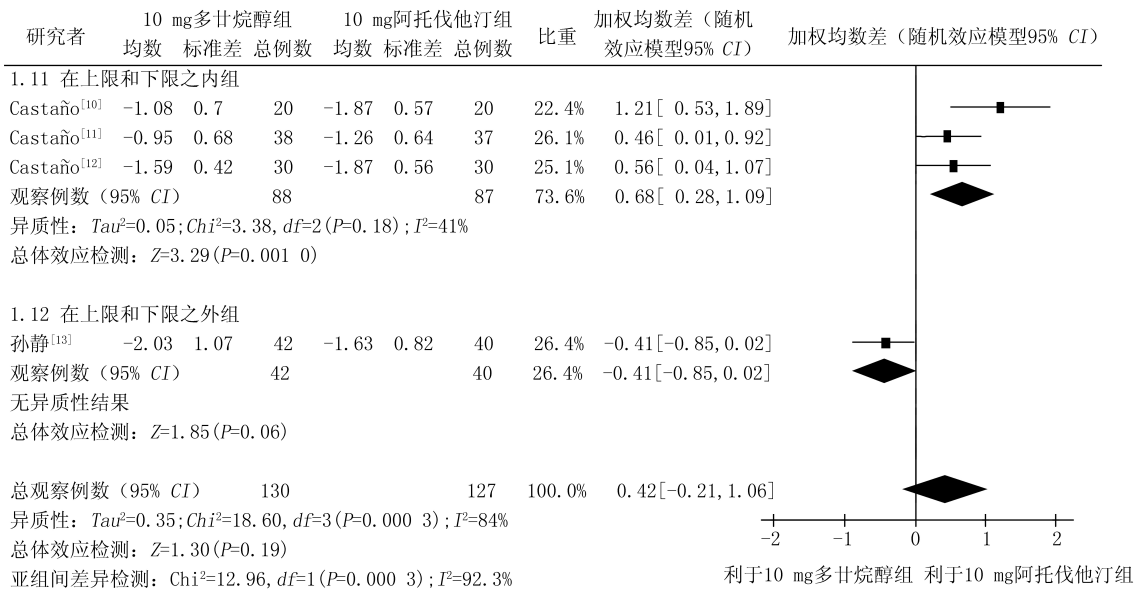 研究者 10 mg多廿烷醇组 10 mg阿托伐他汀组 比重 加权均数差（随机效应模型95% CI） 加权均数差（随机效应模型95% CI）
均数 标准差 总例数 均数 标准差 总例数
1.11 在上限和下限之内组
Castaño[10] -1.08 0.7 20 -1.87 0.57 20 22.4% 1.21[ 0.53,1.89]
Castaño[11] -0.95 0.68 38 -1.26 0.64 37 26.1% 0.46[ 0.01,0.92]
Castaño[12] -1.59 0.42 30 -1.87 0.56 30 25.1% 0.56[ 0.04,1.07]
观察例数（95% CI） 88 87 73.6% 0.68[ 0.28,1.09]
异质性：Tau²=0.05;Chi²=3.38,df=2(P=0.18);I²=41%
总体效应检测：Z=3.29(P=0.001 0)
1.12 在上限和下限之外组
孙静[13] -2.03 1.07 42 -1.63 0.82 40 26.4% -0.41[-0.85,0.02]
观察例数（95% CI） 42 40 26.4% -0.41[-0.85,0.02]
无异质性结果
总体效应检测：Z=1.85(P=0.06)
总观察例数（95% CI） 130 127 100.0% 0.42[-0.21,1.06]
异质性：Tau²=0.35;Chi²=18.60,df=3(P=0.000 3);I²=84%
总体效应检测：Z=1.30(P=0.19)
亚组间差异检测：Chi²=12.96,df=1(P=0.000 3);I²=92.3%
-2 -1 0 1 2
利于10 mg多廿烷醇组 利于10 mg阿托伐他汀组